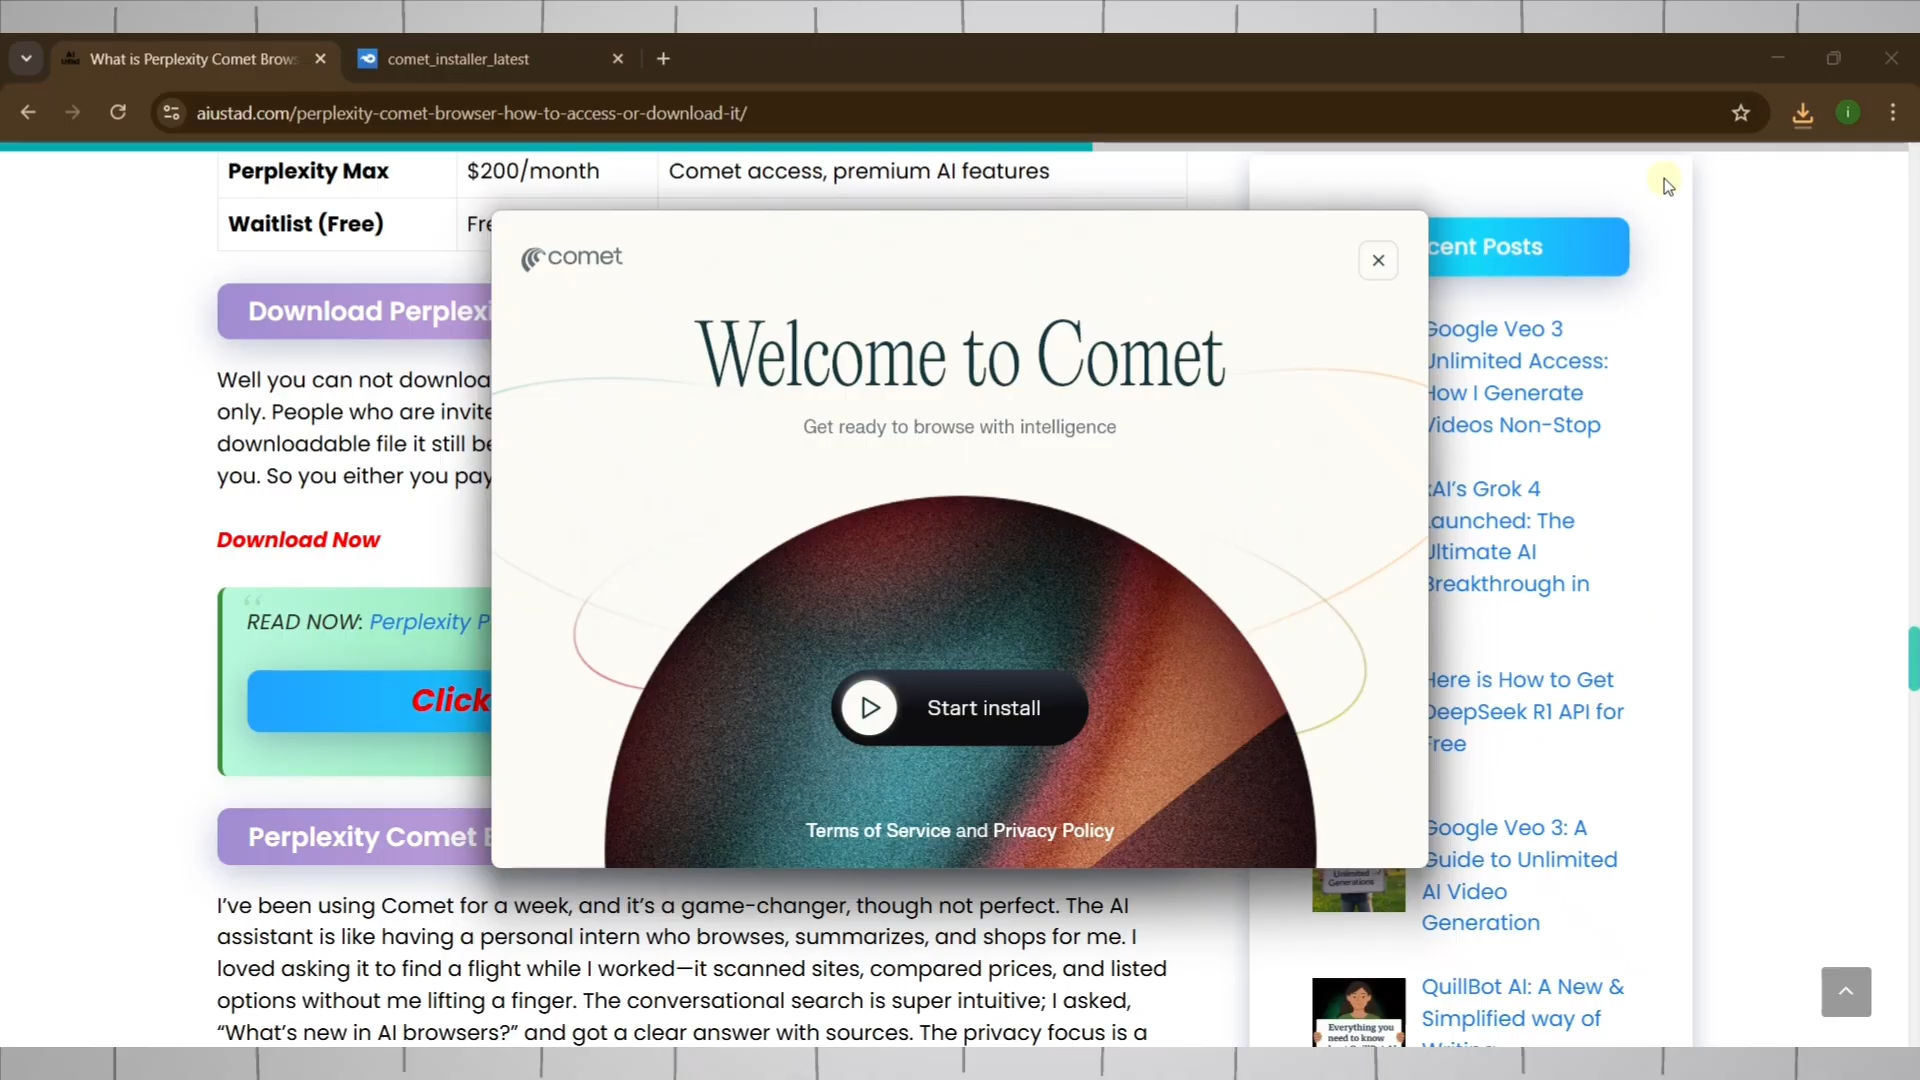 What is Perplexity Comet Brow
comet_installer_latest
aiustad.com/perplexity-comet-browser-how-to-access-or-download-it/
i
Perplexity Max $200/month Comet access, premium AI features
Waitlist (Free)
comet
Welcome to Comet
Get ready to browse with intelligence
Start install
Terms of Service and Privacy Policy
Download Perplexi
Well you can not downloa
only. People who are invite
downloadable file it still be
you. So you either you pay
Download Now
READ NOW: Perplexity P
Click
Perplexity Comet
I've been using Comet for a week, and it's a game-changer, though not perfect. The AI
assistant is like having a personal intern who browses, summarizes, and shops for me. I
loved asking it to find a flight while I worked—it scanned sites, compared prices, and listed
options without me lifting a finger. The conversational search is super intuitive; I asked,
"What's new in AI browsers?" and got a clear answer with sources. The privacy focus is a
cent Posts
Google Veo 3
Unlimited Access:
How I Generate
Videos Non-Stop
xAI's Grok 4
Launched: The
Ultimate AI
Breakthrough in
Here is How to Get
DeepSeek R1 API for
Free
Unlimited
Generations
Google Veo 3: A
Guide to Unlimited
AI Video
Generation
Everything you
need to know
QuillBot AI: A New &
Simplified way of